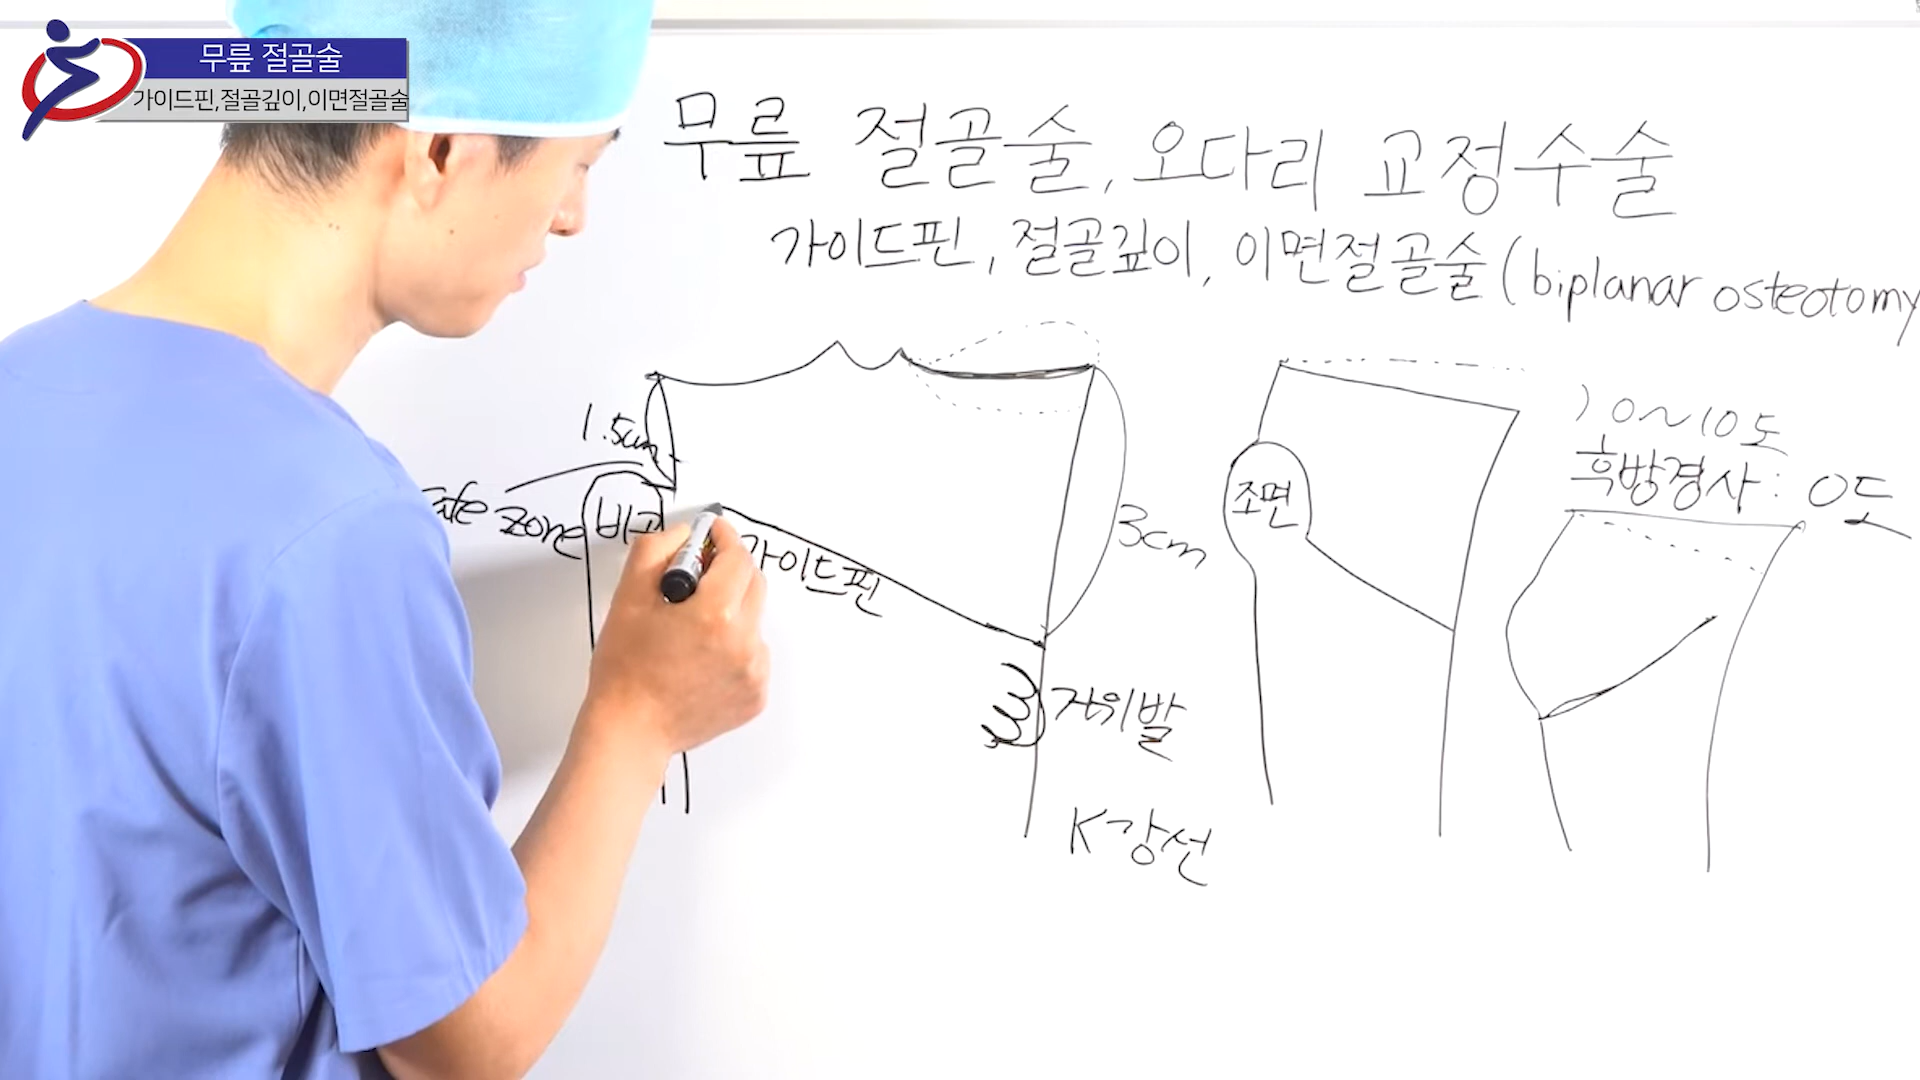 무릎 절골술
가이드핀,절골깊이,이면절골술
무릎 절골술, 오다리 교정수술
가이드핀, 절골깊이, 이면절골술 (biplanar osteotomy
1.5cm
zone
가이드핀
3cm
거위발
K강선
조면
0~10도
후방경사: 0도